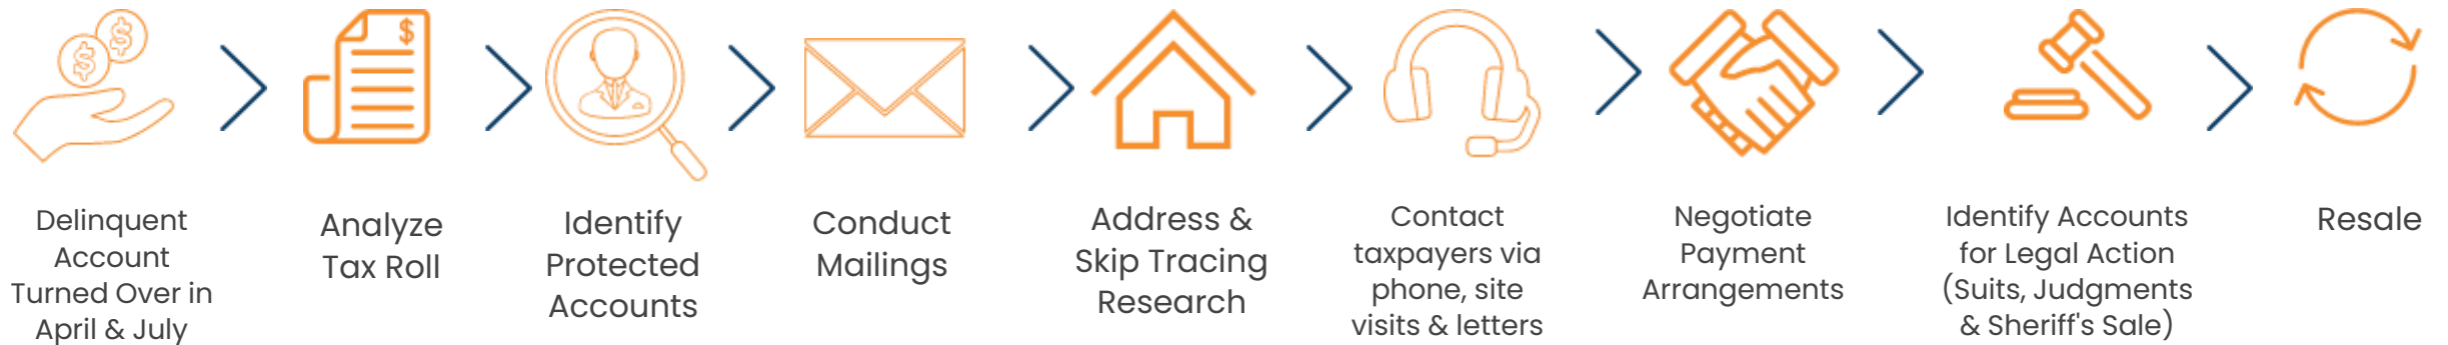 Delinquent
Account
Turned Over in
April & July
Analyze
Tax Roll
Identify
Protected
Accounts
Conduct
Mailings
Address &
Skip Tracing
Research
Contact
taxpayers via
phone, site
visits & letters
Negotiate
Payment
Arrangements
Identify Accounts
for Legal Action
(Suits, Judgments
& Sheriff's Sale)
Resale